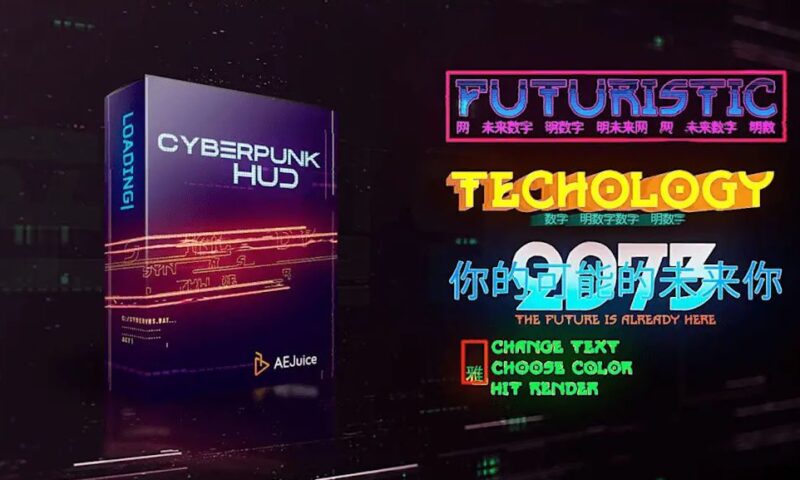 LOADING|
CYBERPUNK
HUD
AEJuice
FUTURISTIC
网 未来数字 明数字 明未来网 网 未来数字 明数
TECHOLOGY
数字 明数字数字 明数字
2073
你的可能的未来你
THE FUTURE IS ALREADY HERE
CHANGE TEXT
CHOOSE COLOR
雅
HIT RENDER